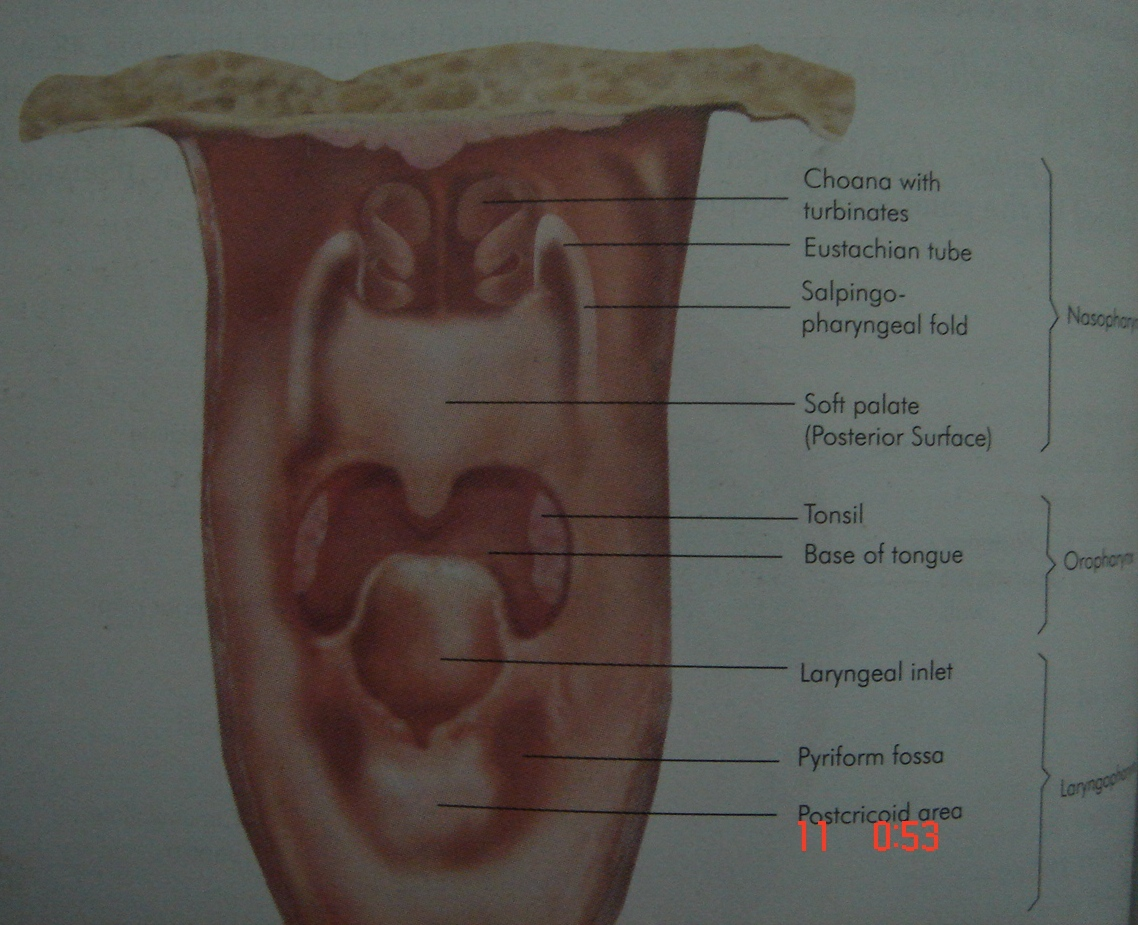 Choana with
turbinates
Eustachian tube
Salpingo-
pharyngeal fold
Soft palate
(Posterior Surface)
Tonsil
Base of tongue
Laryngeal inlet
Pyriform fossa
Postcricoid area
11 0:53
Oropharynx